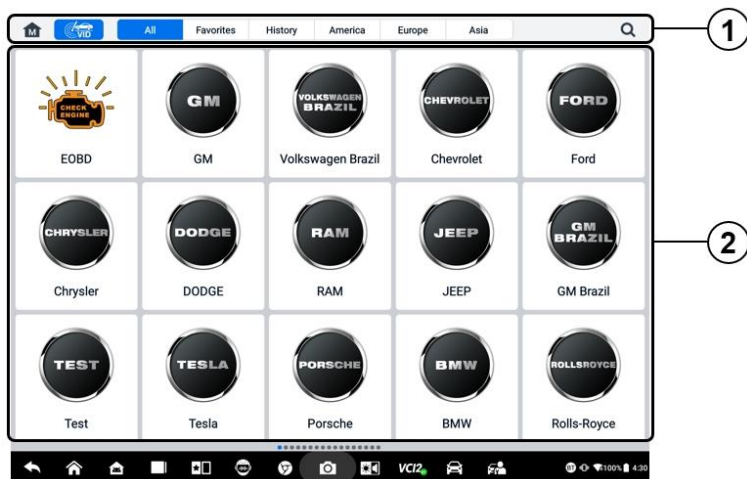 M VID All Favorites History America Europe Asia
1
CHECK
ENGINE
GM
VOLKSWAGEN
BRAZIL
CHEVROLET
FORD
EOBD GM Volkswagen Brazil Chevrolet Ford
CHRYSLER DODGE RAM JEEP
GM
BRAZIL
2
Chrysler DODGE RAM JEEP GM Brazil
TEST TESLA PORSCHE BMW ROLLSROYCE
Test Tesla Porsche BMW Rolls-Royce
VCI2 BT 100% 4:30